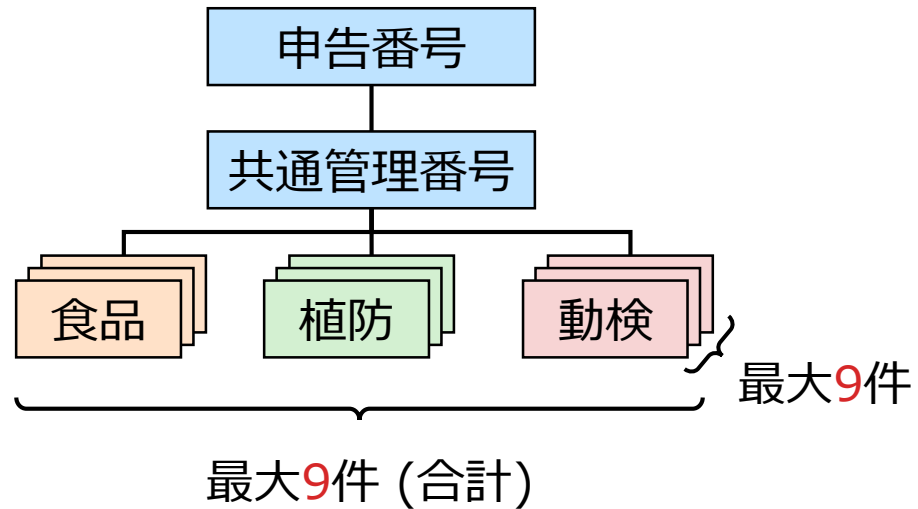 申告番号
共通管理番号
食品
植防
動検
最大9件
最大9件 (合計)